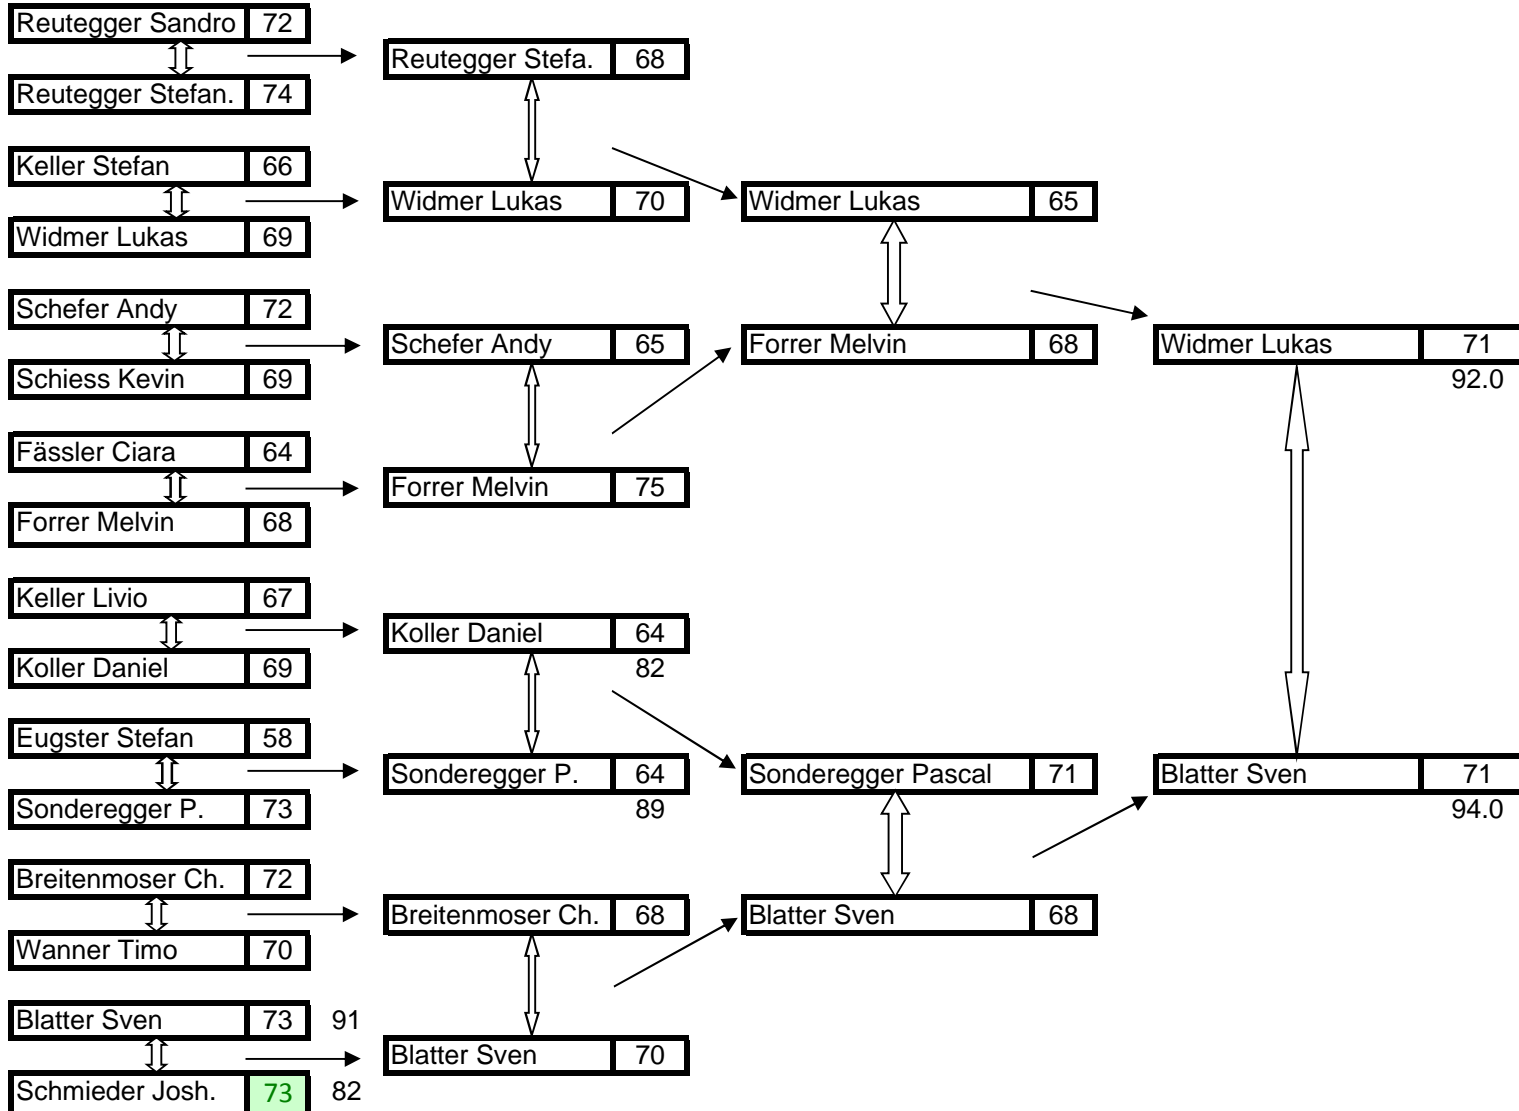 Reutegger Sandro 72
Reutegger Stefa. 68
Reutegger Stefan. 74
Keller Stefan 66
Widmer Lukas 70
Widmer Lukas 65
Widmer Lukas 69
Schefer Andy 72
Schefer Andy 65
Forrer Melvin 68
Widmer Lukas 71
Schiess Kevin 69
92.0
Fässler Ciara 64
Forrer Melvin 75
Forrer Melvin 68
Keller Livio 67
Koller Daniel 64
Koller Daniel 69
82
Eugster Stefan 58
Sonderegger P. 64
Sonderegger Pascal 71
Blatter Sven 71
Sonderegger P. 73
89
94.0
Breitenmoser Ch. 72
Breitenmoser Ch. 68
Blatter Sven 68
Wanner Timo 70
Blatter Sven 73 91
Blatter Sven 70
Schmieder Josh. 73 82